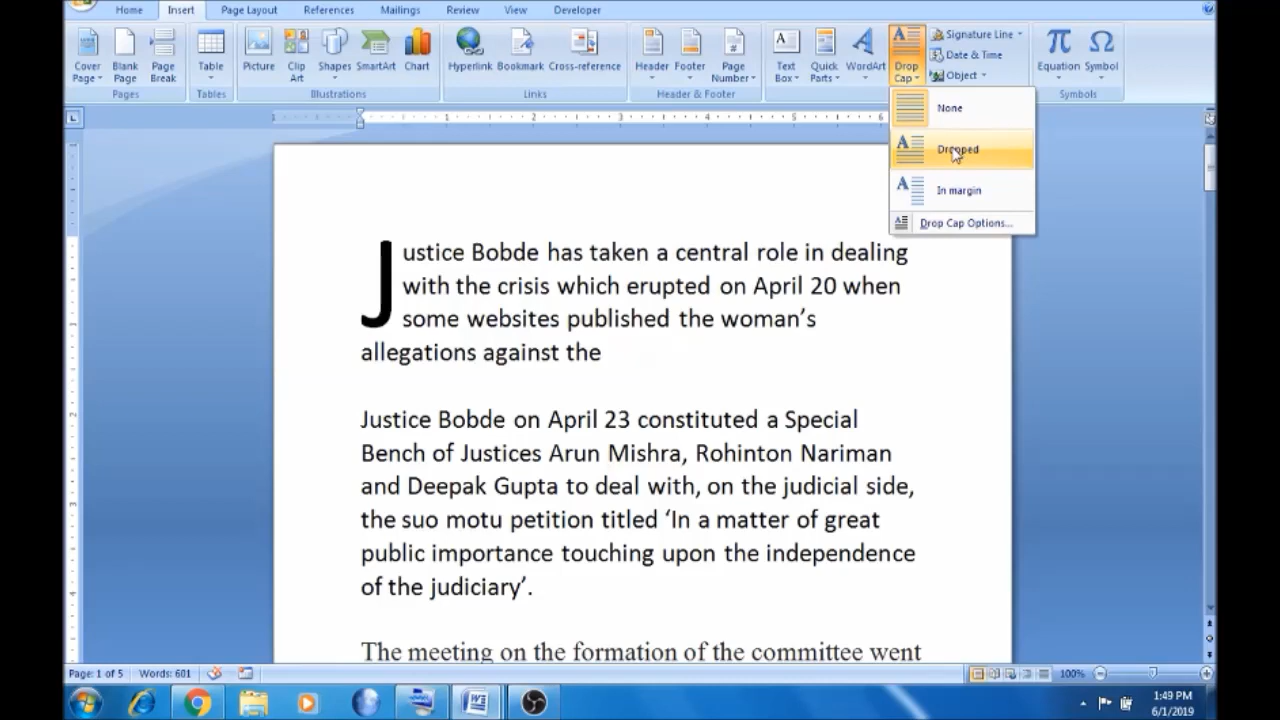 Home Insert Page Layout References Mailings Review View Developer
Cover Page Blank Page Page Break Table Picture Clip Art Shapes SmartArt Chart Hyperlink Bookmark Cross-reference Header Footer Page Number Text Box Quick Parts WordArt Drop Cap Signature Line Date & Time Object Equation Symbol
Pages Tables Illustrations Links Header & Footer Symbols
None
Dropped
In margin
Drop Cap Options...
Justice Bobde has taken a central role in dealing
with the crisis which erupted on April 20 when
some websites published the woman’s
allegations against the
Justice Bobde on April 23 constituted a Special
Bench of Justices Arun Mishra, Rohinton Nariman
and Deepak Gupta to deal with, on the judicial side,
the suo motu petition titled ‘In a matter of great
public importance touching upon the independence
of the judiciary’.
The meeting on the formation of the committee went
Page: 1 of 5 Words: 601 100%
1:49 PM
6/1/2019